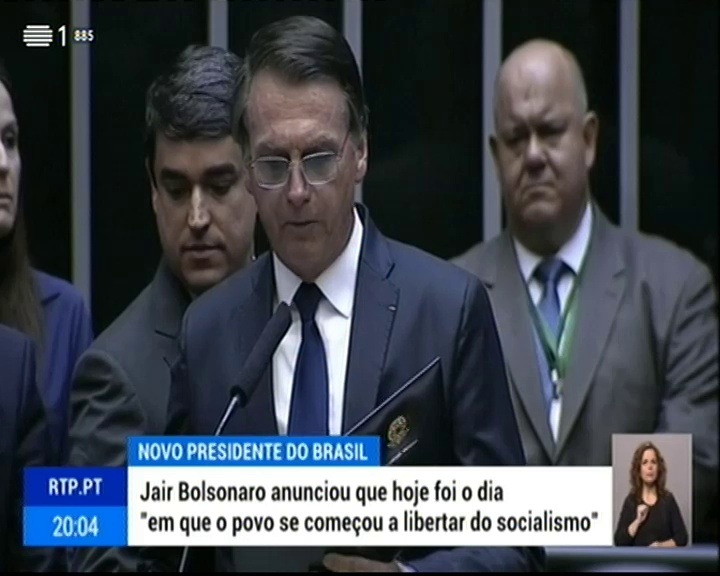 1 885
NOVO PRESIDENTE DO BRASIL
RTP.PT
Jair Bolsonaro anunciou que hoje foi o dia
20:04
"em que o povo se começou a libertar do socialismo"